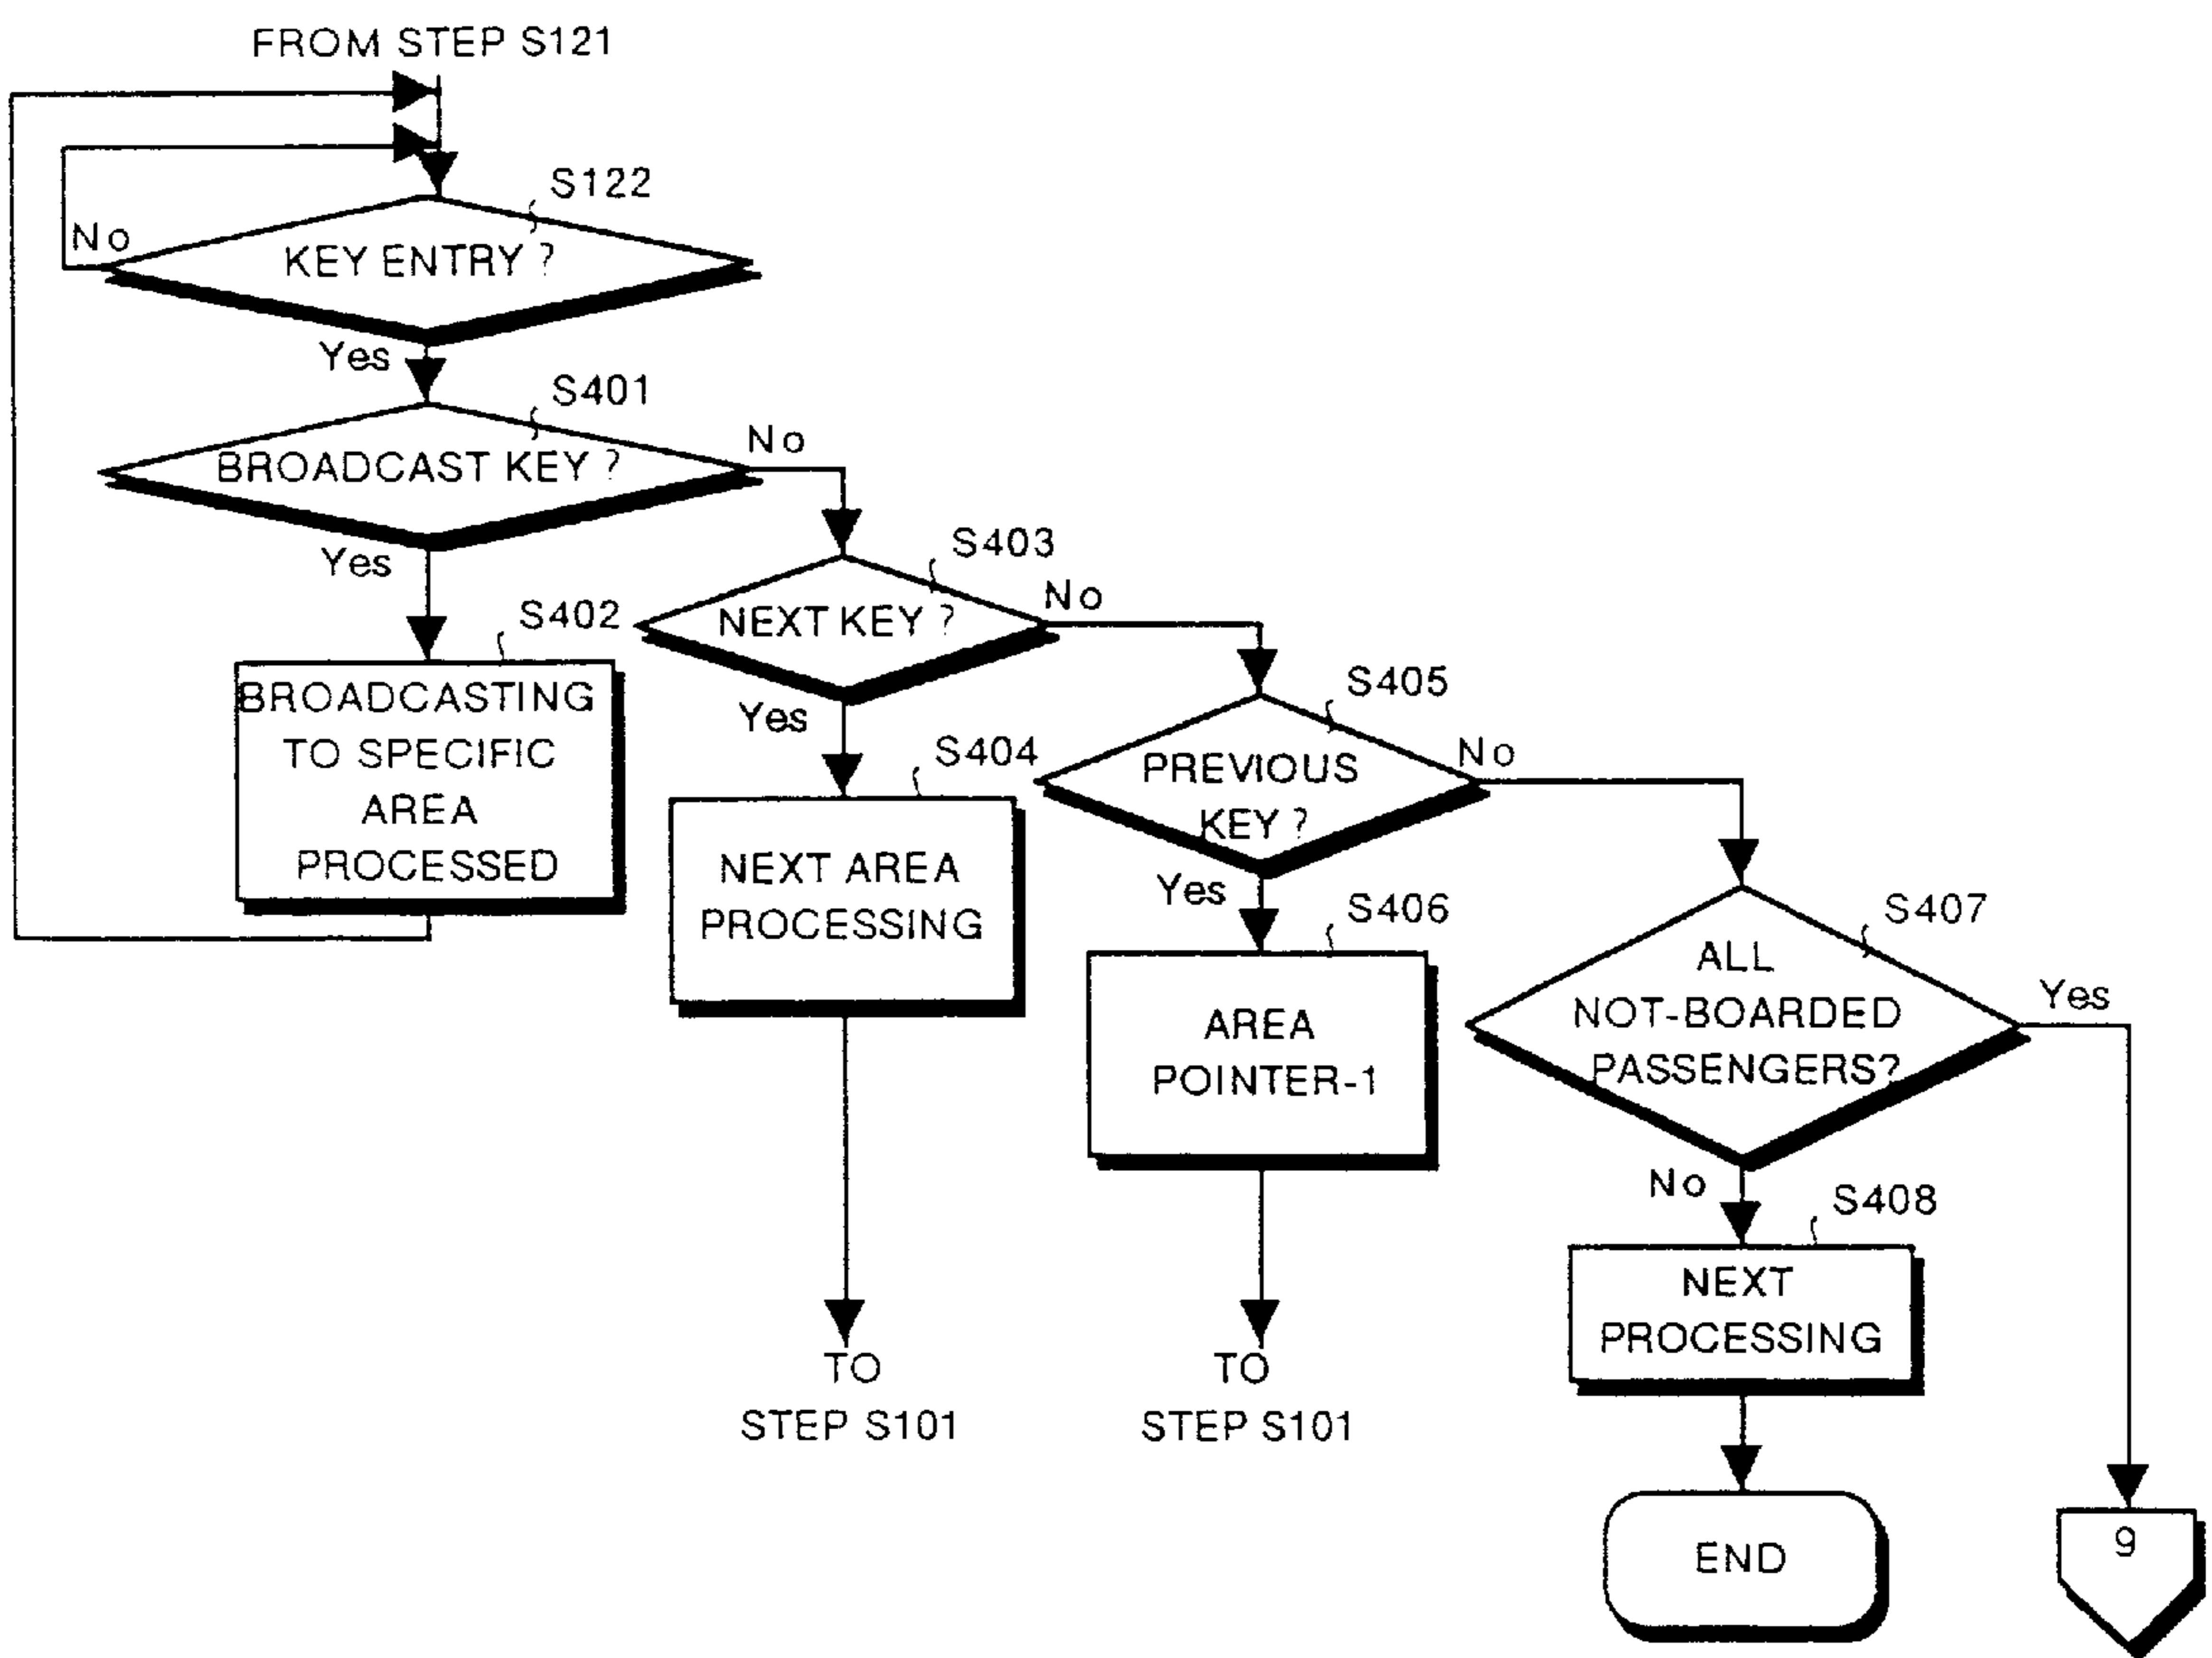 FROM STEP S121
S122
No
KEY ENTRY ?
Yes
S401
No
BROADCAST KEY ?
Yes
S403
No
NEXT KEY ?
S402
BROADCASTING
TO SPECIFIC
AREA
PROCESSED
Yes
S405
No
PREVIOUS
KEY ?
S404
NEXT AREA
PROCESSING
Yes
S406
AREA
POINTER-1
S407
ALL
NOT-BOARDED
PASSENGERS?
Yes
No
S408
NEXT
PROCESSING
TO
STEP S101
TO
STEP S101
END
9